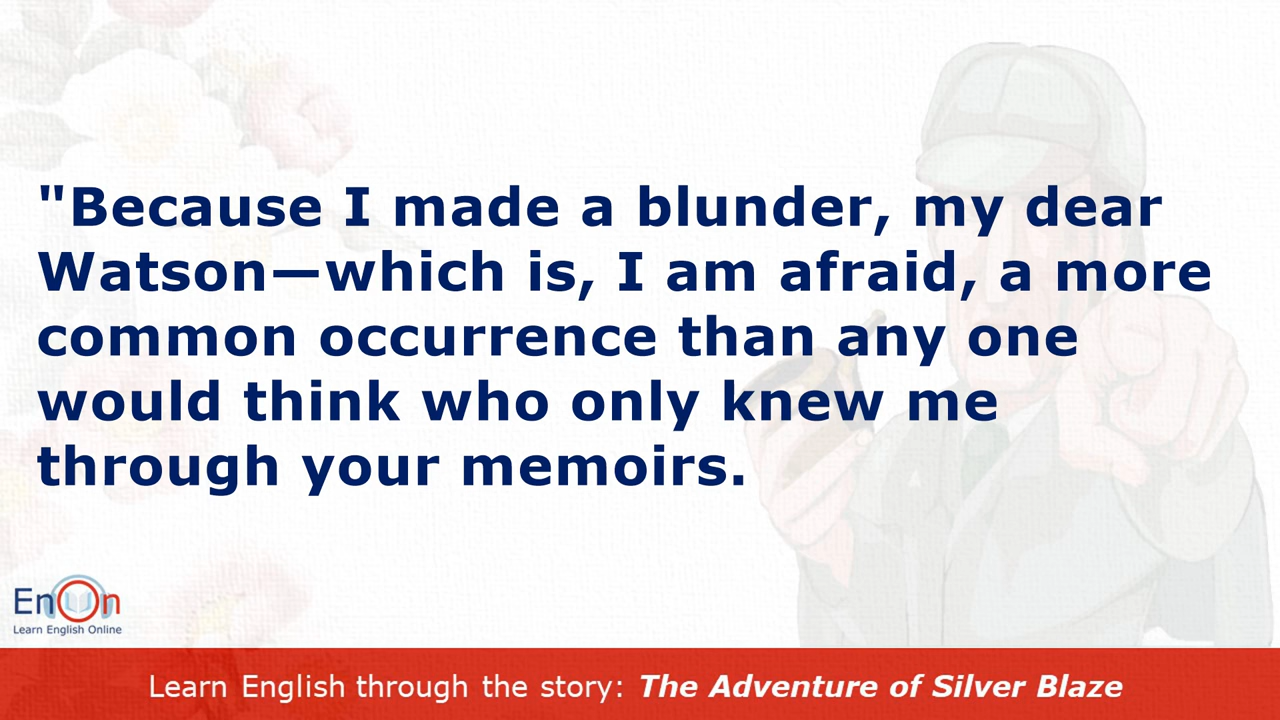 "Because I made a blunder, my dear
Watson—which is, I am afraid, a more
common occurrence than any one
would think who only knew me
through your memoirs.
EnOn
Learn English Online
Learn English through the story: The Adventure of Silver Blaze